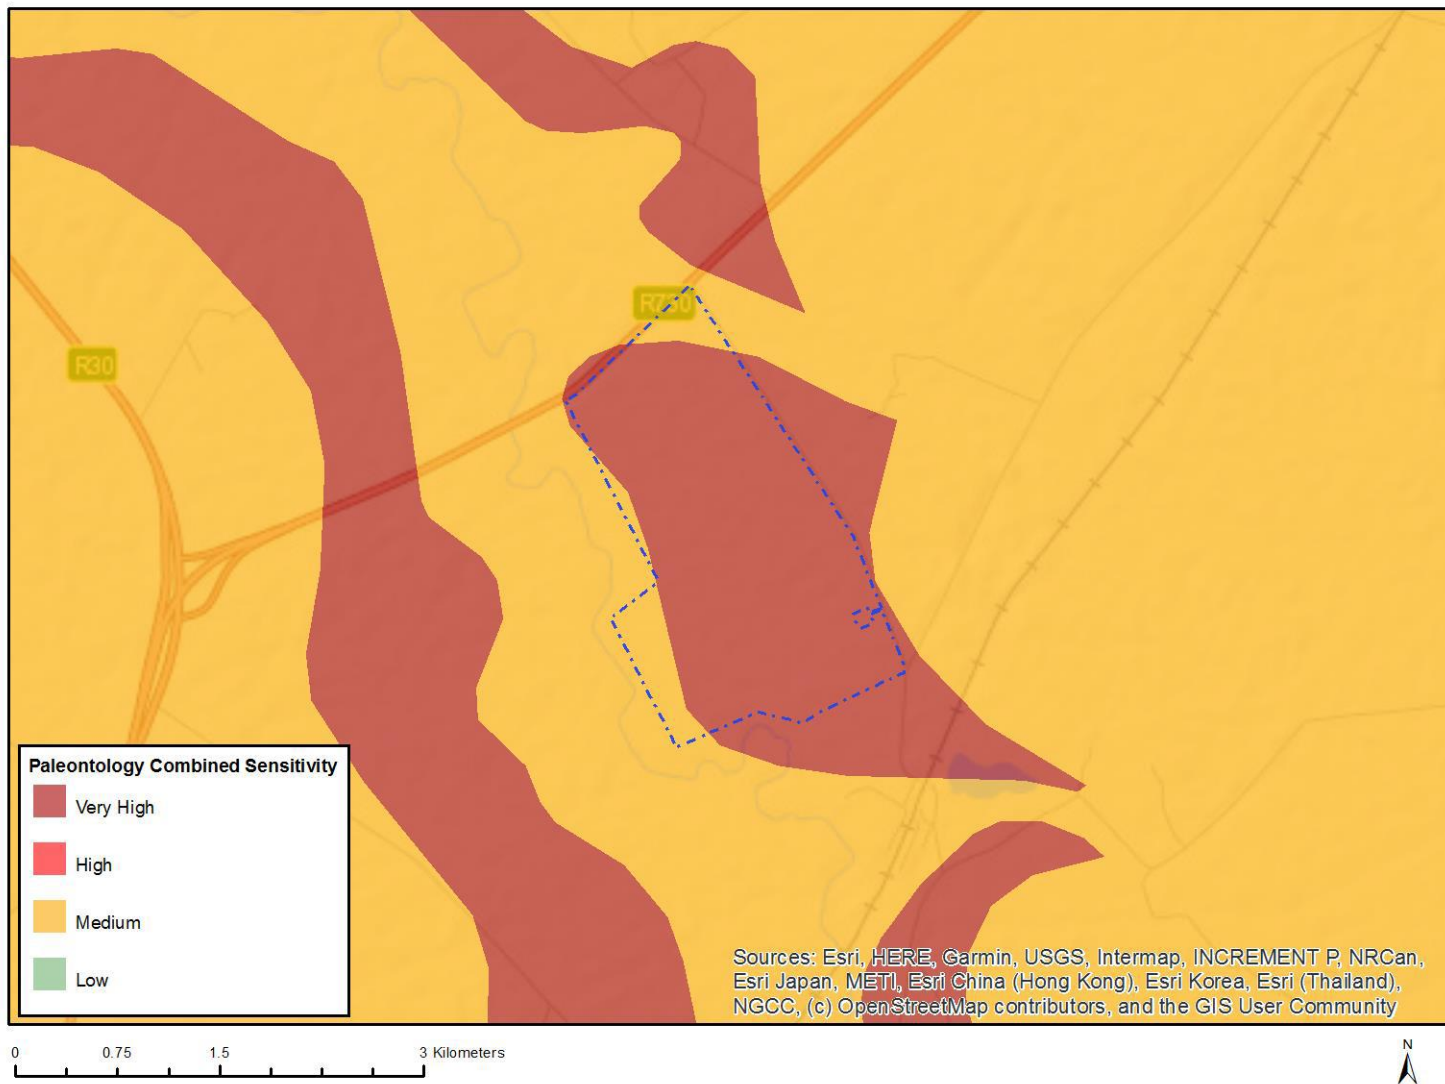 R730
R30
Paleontology Combined Sensitivity
Very High
High
Medium
Low
Sources: Esri, HERE, Garmin, USGS, Intermap, INCREMENT P, NRCan,
Esri Japan, METI, Esri China (Hong Kong), Esri Korea, Esri (Thailand),
NGCC, (c) OpenStreetMap contributors, and the GIS User Community
0 0.75 1.5 3 Kilometers
N